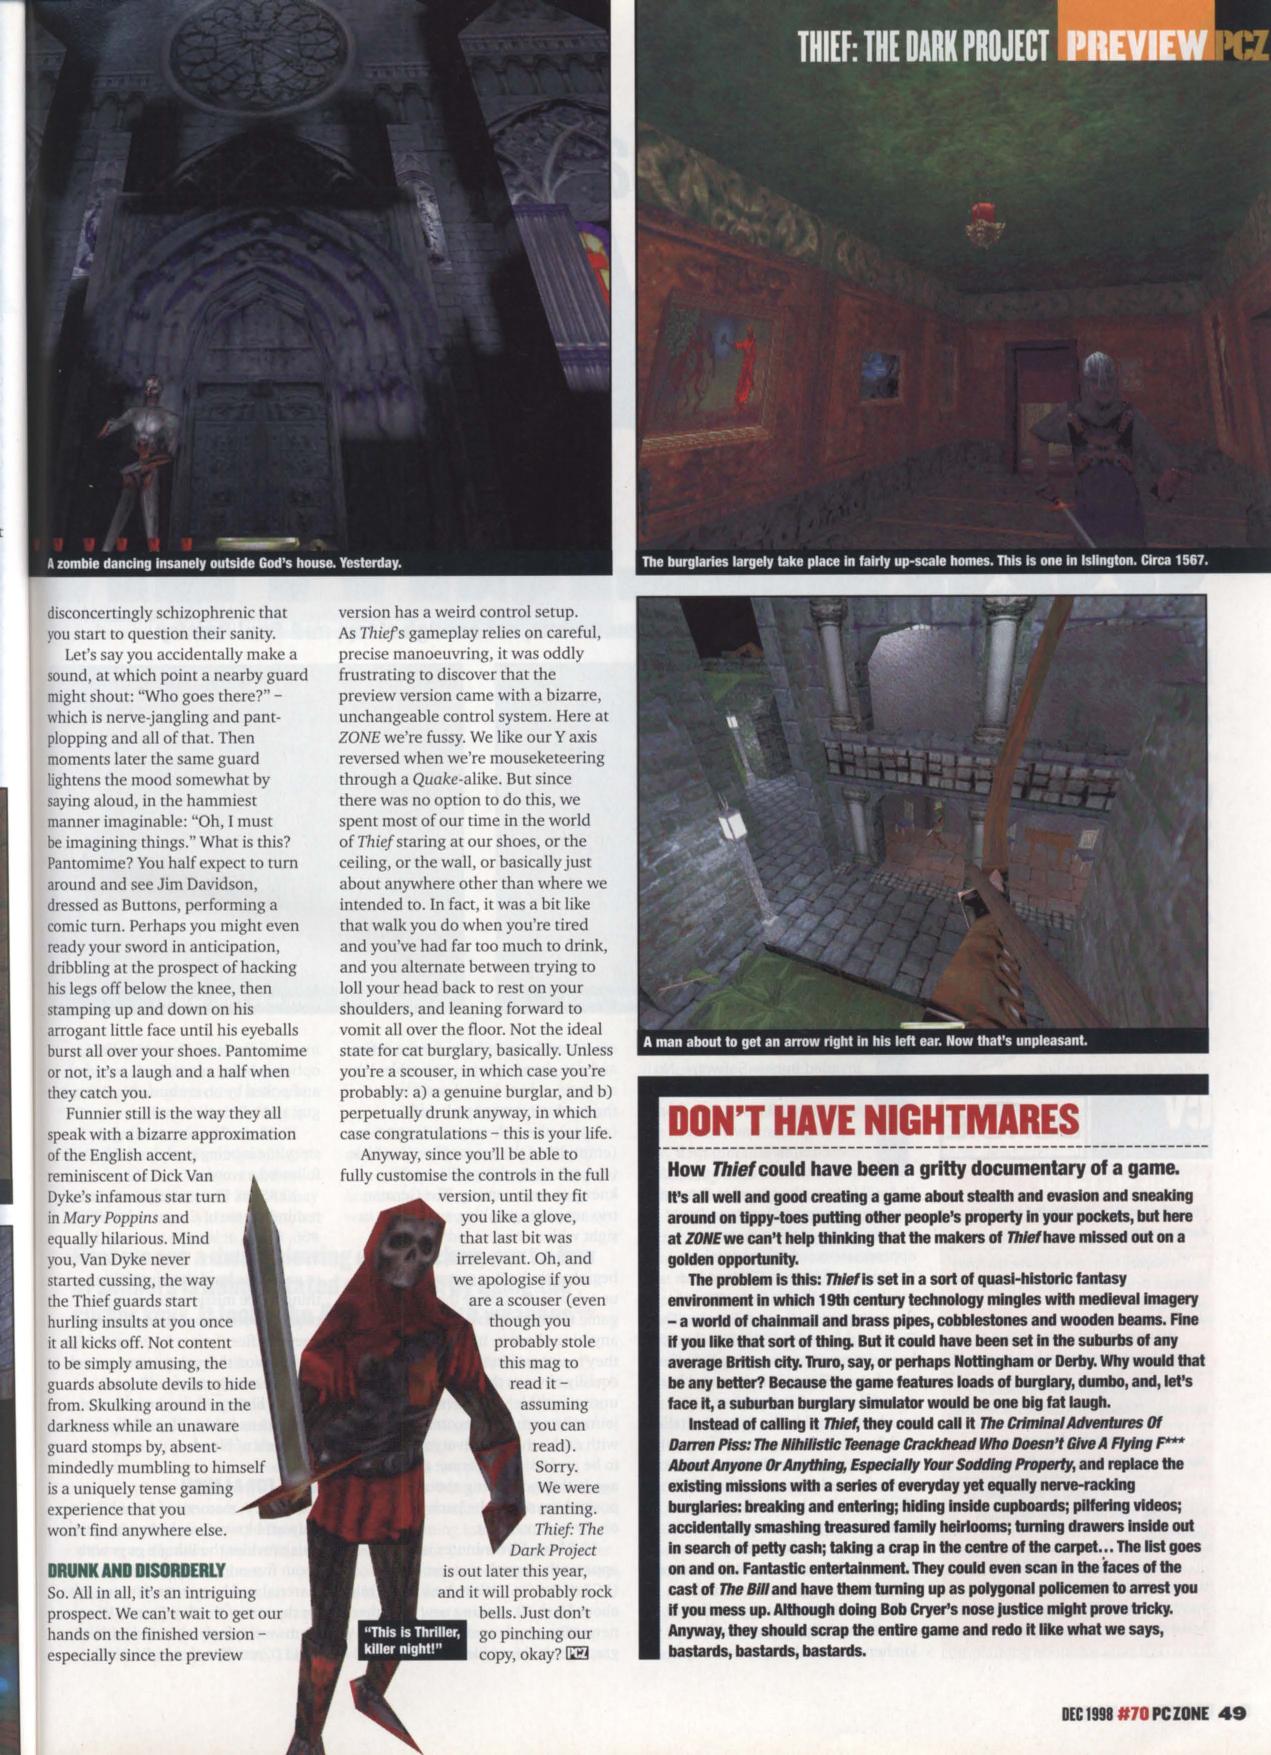 THIEF: THE DARK PROJECT PREVIEW PCZ
A zombie dancing insanely outside God's house. Yesterday.
The burglaries largely take place in fairly up-scale homes. This is one in Islington. Circa 1567.
disconcertingly schizophrenic that
you start to question their sanity.
Let's say you accidentally make a
sound, at which point a nearby guard
might shout: “Who goes there?” –
which is nerve-jangling and pant-
plopping and all of that. Then
moments later the same guard
lightens the mood somewhat by
saying aloud, in the hammiest
manner imaginable: “Oh, I must
be imagining things.” What is this?
Pantomime? You half expect to turn
around and see Jim Davidson,
dressed as Buttons, performing a
comic turn. Perhaps you might even
ready your sword in anticipation,
dribbling at the prospect of hacking
his legs off below the knee, then
stamping up and down on his
arrogant little face until his eyeballs
burst all over your shoes. Pantomime
or not, it's a laugh and a half when
they catch you.
Funnier still is the way they all
speak with a bizarre approximation
of the English accent,
reminiscent of Dick Van
Dyke's infamous star turn
in Mary Poppins and
equally hilarious. Mind
you, Van Dyke never
started cussing, the way
the Thief guards start
hurling insults at you once
it all kicks off. Not content
to be simply amusing, the
guards absolute devils to hide
from. Skulking around in the
darkness while an unaware
guard stomps by, absent-
mindedly mumbling to himself
is a uniquely tense gaming
experience that you
won't find anywhere else.
DRUNK AND DISORDERLY
So. All in all, it's an intriguing
prospect. We can't wait to get our
hands on the finished version –
especially since the preview
version has a weird control setup.
As Thief's gameplay relies on careful,
precise manoeuvring, it was oddly
frustrating to discover that the
preview version came with a bizarre,
unchangeable control system. Here at
ZONE we're fussy. We like our Y axis
reversed when we're mouseketeering
through a Quake-alike. But since
there was no option to do this, we
spent most of our time in the world
of Thief staring at our shoes, or the
ceiling, or the wall, or basically just
about anywhere other than where we
intended to. In fact, it was a bit like
that walk you do when you're tired
and you've had far too much to drink,
and you alternate between trying to
loll your head back to rest on your
shoulders, and leaning forward to
vomit all over the floor. Not the ideal
state for cat burglary, basically. Unless
you're a scouser, in which case you're
probably: a) a genuine burglar, and b)
perpetually drunk anyway, in which
case congratulations – this is your life.
Anyway, since you'll be able to
fully customise the controls in the full
version, until they fit
you like a glove,
that last bit was
irrelevant. Oh, and
we apologise if you
are a scouser (even
though you
probably stole
this mag to
read it –
assuming
you can
read).
Sorry.
We were
ranting.
Thief: The
Dark Project
is out later this year,
and it will probably rock
bells. Just don't
go pinching our
copy, okay? PCZ
“This is Thriller,
killer night!”
A man about to get an arrow right in his left ear. Now that's unpleasant.
DON'T HAVE NIGHTMARES
How Thief could have been a gritty documentary of a game.
It's all well and good creating a game about stealth and evasion and sneaking
around on tippy-toes putting other people's property in your pockets, but here
at ZONE we can't help thinking that the makers of Thief have missed out on a
golden opportunity.
The problem is this: Thief is set in a sort of quasi-historic fantasy
environment in which 19th century technology mingles with medieval imagery
– a world of chainmail and brass pipes, cobblestones and wooden beams. Fine
if you like that sort of thing. But it could have been set in the suburbs of any
average British city. Truro, say, or perhaps Nottingham or Derby. Why would that
be any better? Because the game features loads of burglary, dumbo, and, let's
face it, a suburban burglary simulator would be one big fat laugh.
Instead of calling it Thief, they could call it The Criminal Adventures Of
Darren Piss: The Nihilistic Teenage Crackhead Who Doesn't Give A Flying F***
About Anyone Or Anything, Especially Your Sodding Property, and replace the
existing missions with a series of everyday yet equally nerve-racking
burglaries: breaking and entering; hiding inside cupboards; pilfering videos;
accidentally smashing treasured family heirlooms; turning drawers inside out
in search of petty cash; taking a crap in the centre of the carpet... The list goes
on and on. Fantastic entertainment. They could even scan in the faces of the
cast of The Bill and have them turning up as polygonal policemen to arrest you
if you mess up. Although doing Bob Cryer's nose justice might prove tricky.
Anyway, they should scrap the entire game and redo it like what we says,
bastards, bastards, bastards.
DEC 1998 #70 PC ZONE 49